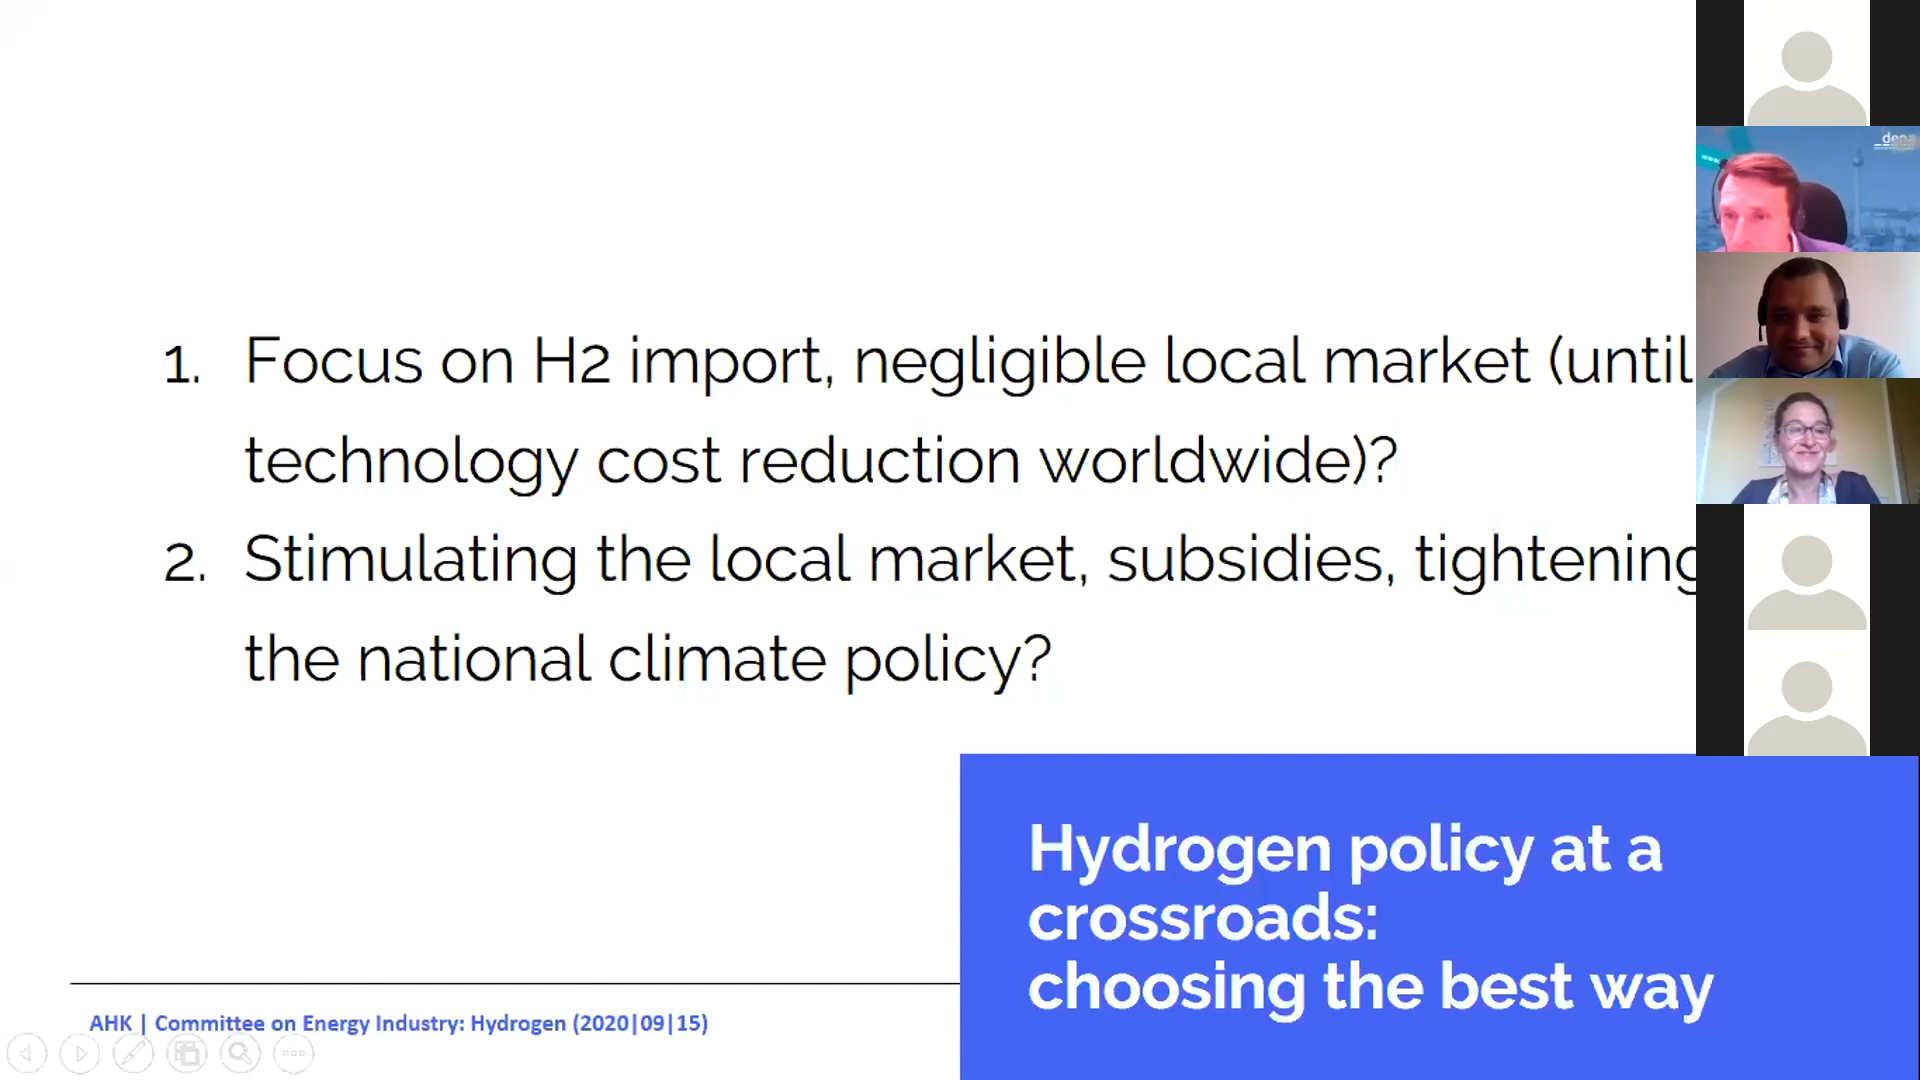 1. Focus on H2 import, negligible local market (until
technology cost reduction worldwide)?
2. Stimulating the local market, subsidies, tightening
the national climate policy?
Hydrogen policy at a
crossroads:
choosing the best way
AHK | Committee on Energy Industry: Hydrogen (2020|09|15)